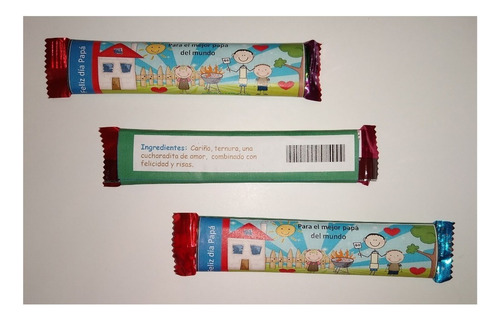 Feliz día Papá
Para el mejor papá
del mundo
Ingredientes: Cariño, ternura, una
cucharadita de amor, combinado con
felicidad y risas.
Feliz día Papá
Para el mejor papá
del mundo